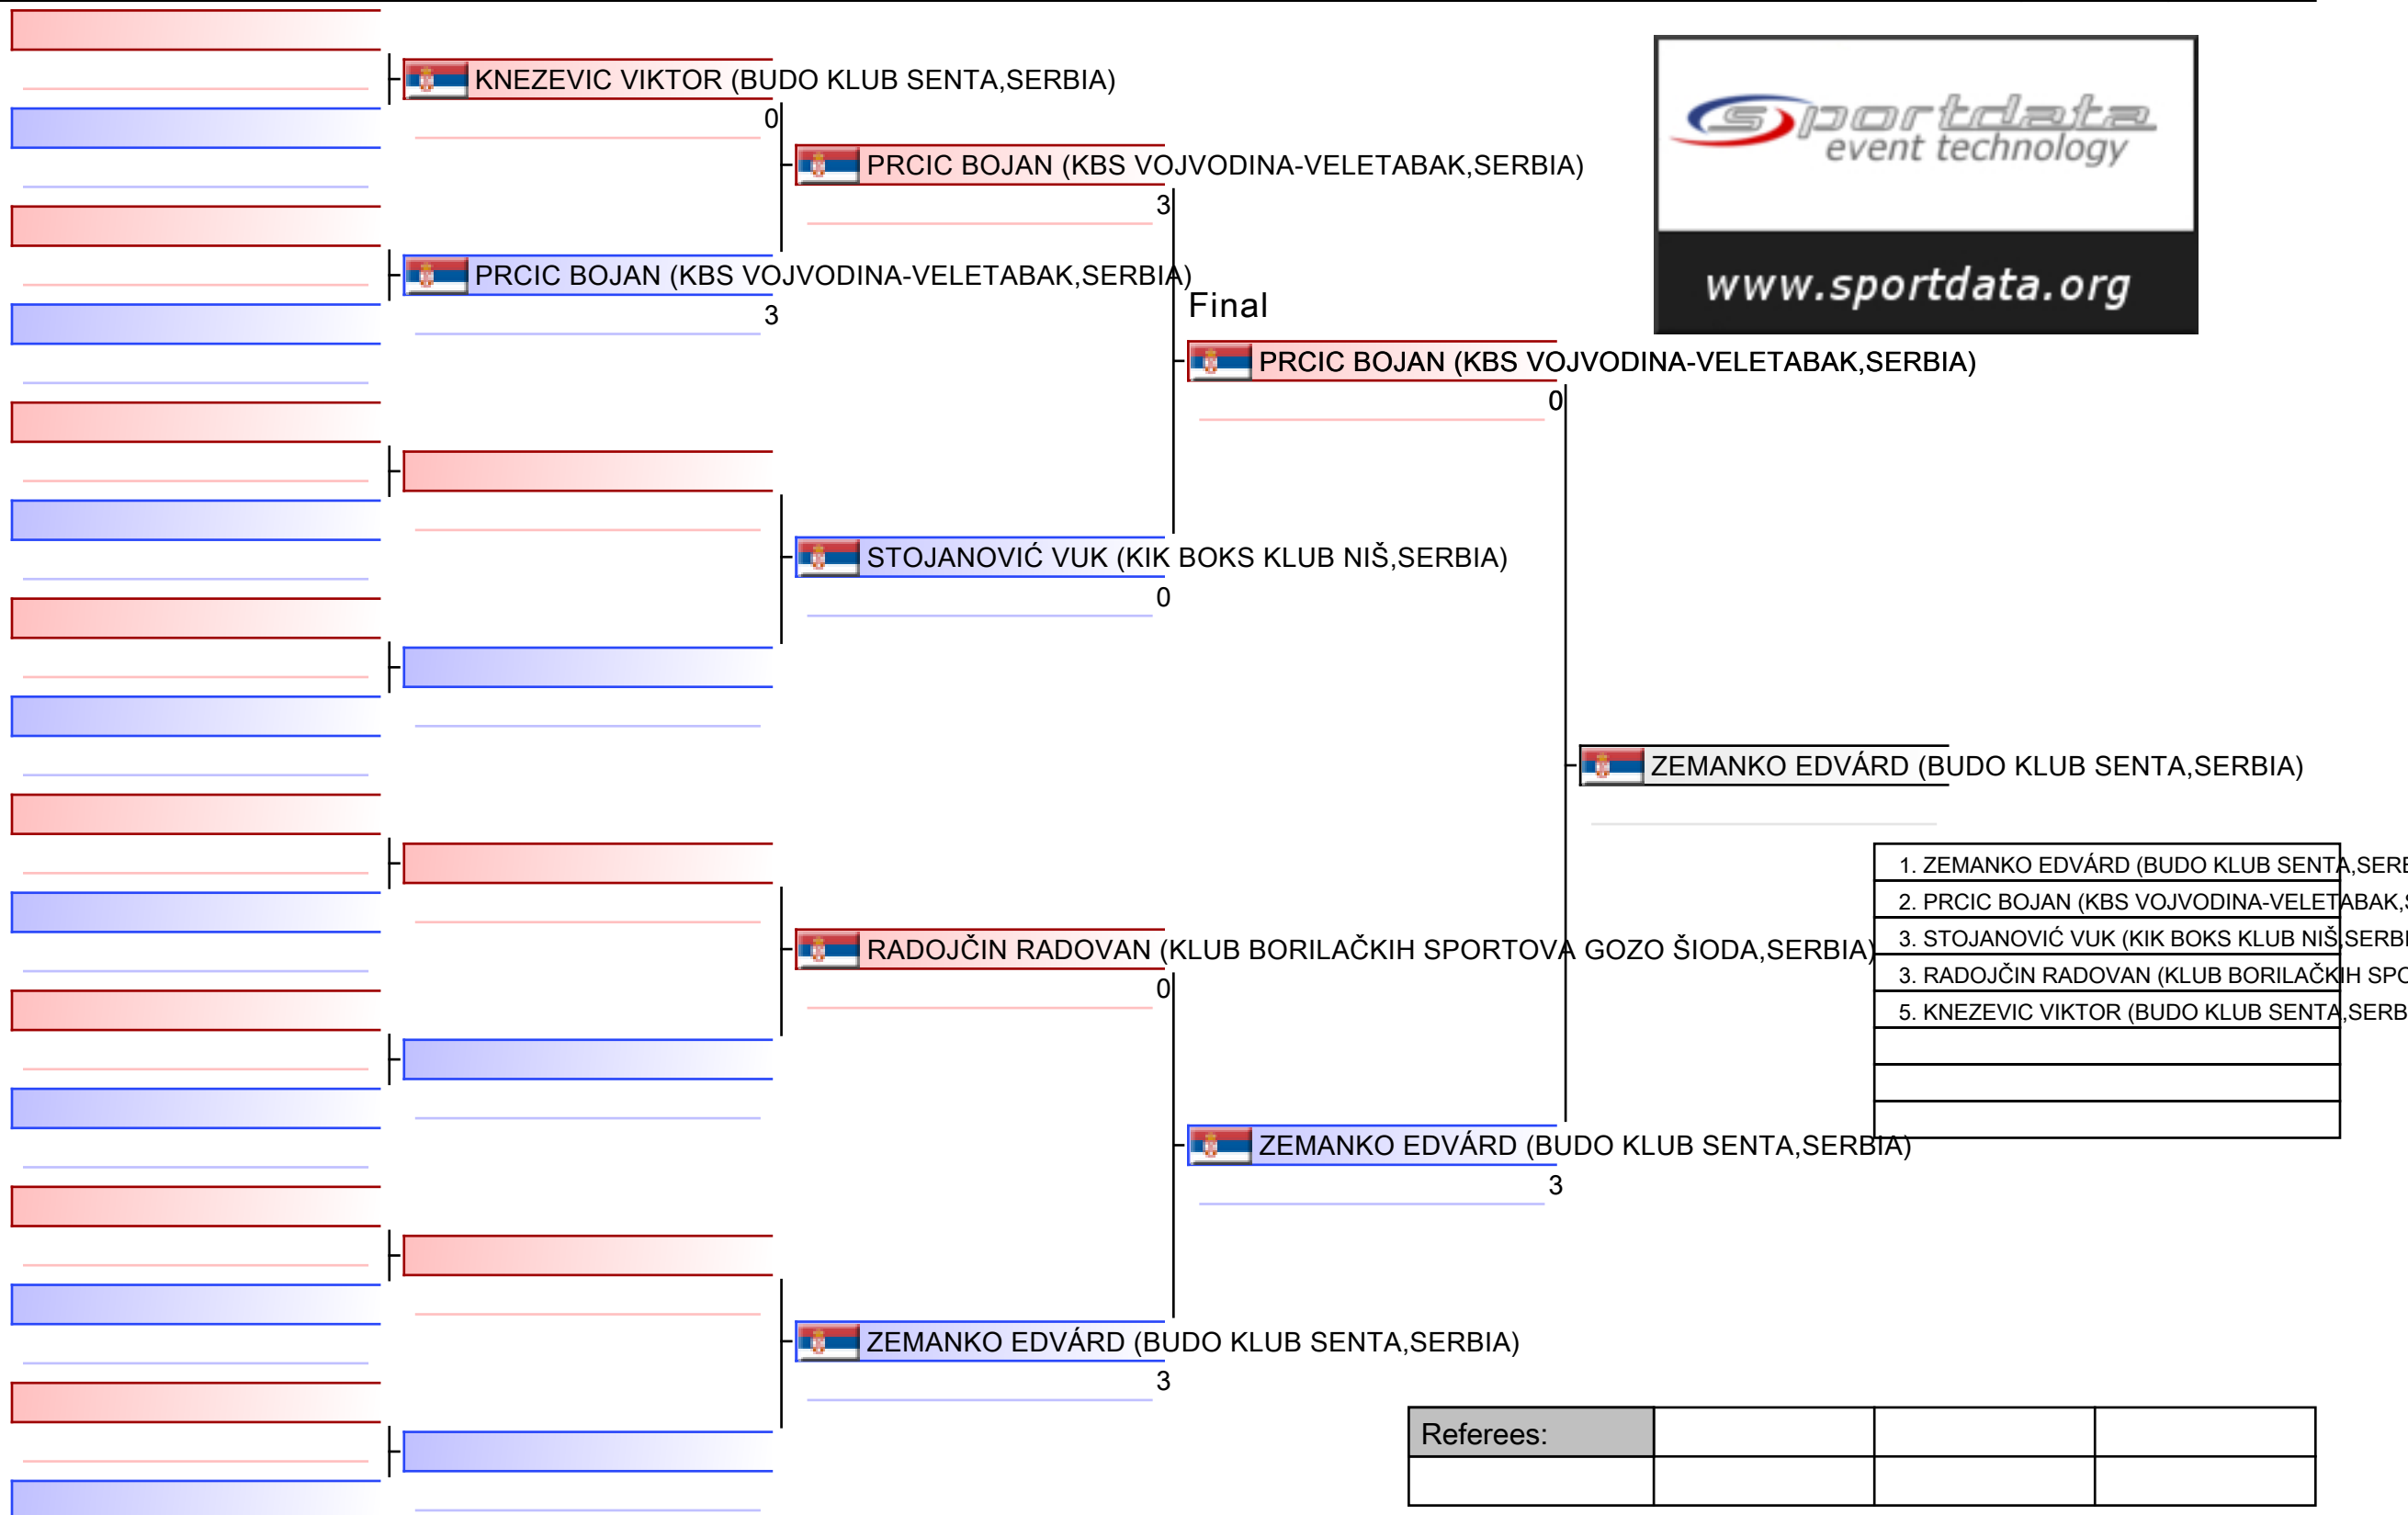 KNEZEVIC VIKTOR (BUDO KLUB SENTA,SERBIA)
0
PRCIC BOJAN (KBS VOJVODINA-VELETABAK,SERBIA)
3
PRCIC BOJAN (KBS VOJVODINA-VELETABAK,SERBIA)
3
Final
PRCIC BOJAN (KBS VOJVODINA-VELETABAK,SERBIA)
0
STOJANOVIĆ VUK (KIK BOKS KLUB NIŠ,SERBIA)
0
ZEMANKO EDVÁRD (BUDO KLUB SENTA,SERBIA)
RADOJČIN RADOVAN (KLUB BORILAČKIH SPORTOVA GOZO ŠIODA,SERBIA)
0
ZEMANKO EDVÁRD (BUDO KLUB SENTA,SERBIA)
3
ZEMANKO EDVÁRD (BUDO KLUB SENTA,SERBIA)
3
sportdata
event technology
www.sportdata.org
1. ZEMANKO EDVÁRD (BUDO KLUB SENTA,SERB
2. PRCIC BOJAN (KBS VOJVODINA-VELETABAK,S
3. STOJANOVIĆ VUK (KIK BOKS KLUB NIŠ,SERBI
3. RADOJČIN RADOVAN (KLUB BORILAČKIH SPO
5. KNEZEVIC VIKTOR (BUDO KLUB SENTA,SERB
Referees: